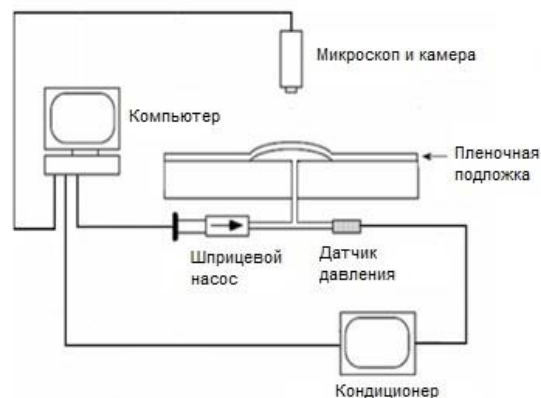 Микроскоп и камера
Компьютер
Пленочная
подложка
Шприцевой
насос
Датчик
давления
Кондиционер